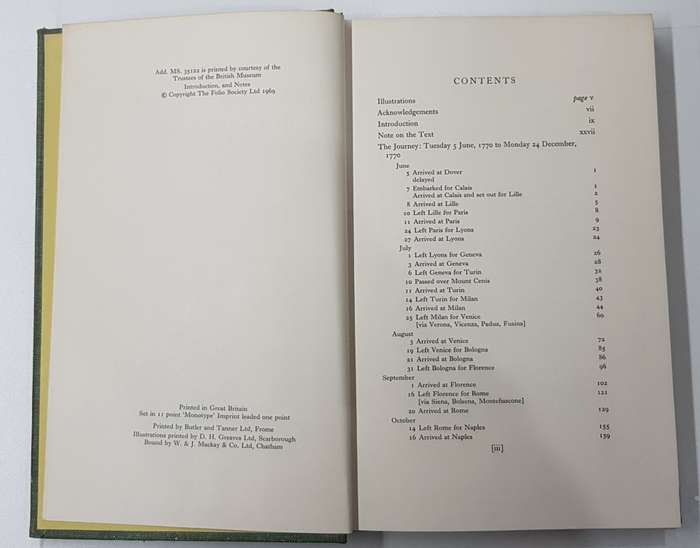 Add. MS. 35122 is printed by courtesy of the
Trustees of the British Museum
Introduction, and Notes
© Copyright The Folio Society Ltd 1969
Printed in Great Britain
Set in 11 point 'Monotype' Imprint leaded one point
Printed by Butler and Tanner Ltd, Frome
Illustrations printed by D. H. Greaves Ltd, Scarborough
Bound by W. & J. Mackay & Co. Ltd, Chatham
CONTENTS
Illustrations page v
Acknowledgements vii
Introduction ix
Note on the Text xxvii
The Journey: Tuesday 5 June, 1770 to Monday 24 December,
1770
June
5 Arrived at Dover 1
delayed
7 Embarked for Calais 1
Arrived at Calais and set out for Lille 2
8 Arrived at Lille 5
10 Left Lille for Paris 8
11 Arrived at Paris 9
24 Left Paris for Lyons 23
27 Arrived at Lyons 24
July
1 Left Lyons for Geneva 26
3 Arrived at Geneva 28
6 Left Geneva for Turin 32
10 Passed over Mount Cenis 38
11 Arrived at Turin 40
14 Left Turin for Milan 43
16 Arrived at Milan 44
25 Left Milan for Venice 60
[via Verona, Vicenza, Padua, Fusina]
August
3 Arrived at Venice 72
19 Left Venice for Bologna 85
21 Arrived at Bologna 86
31 Left Bologna for Florence 96
September
1 Arrived at Florence 102
16 Left Florence for Rome 121
[via Siena, Bolsena, Montefiascone]
20 Arrived at Rome 129
October
14 Left Rome for Naples 155
16 Arrived at Naples 159
[iii]